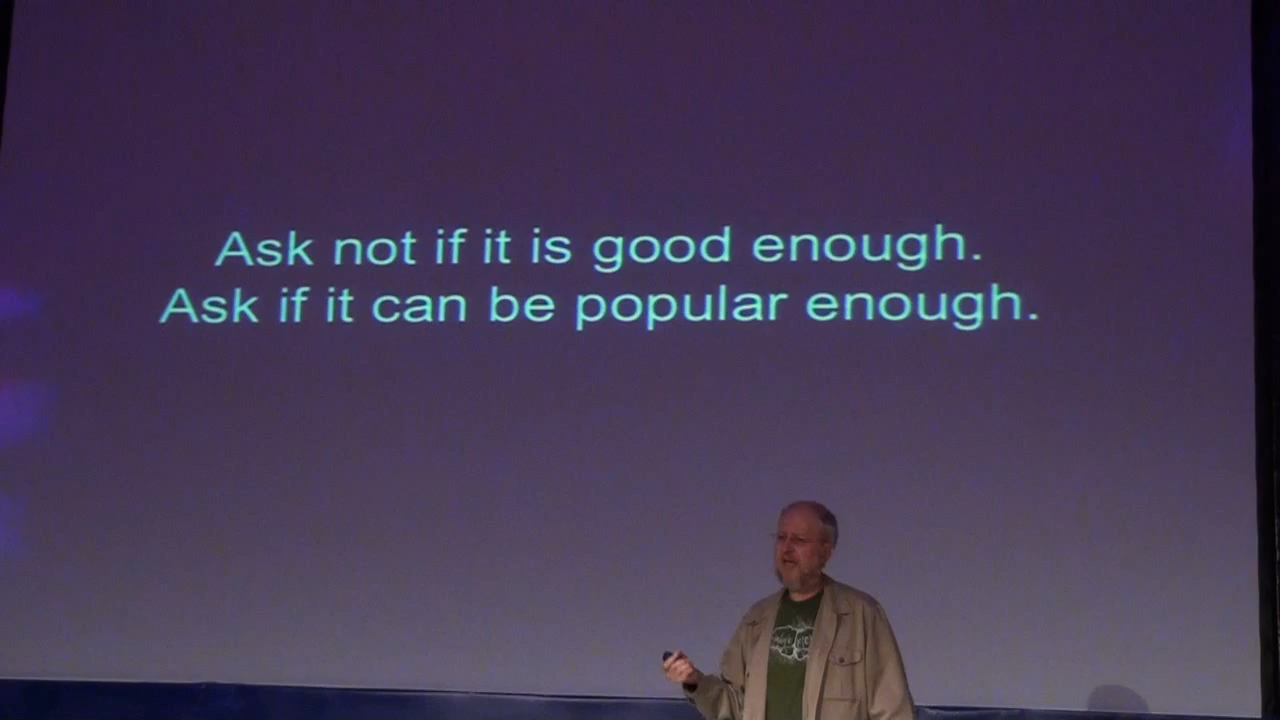 Ask not if it is good enough.
Ask if it can be popular enough.